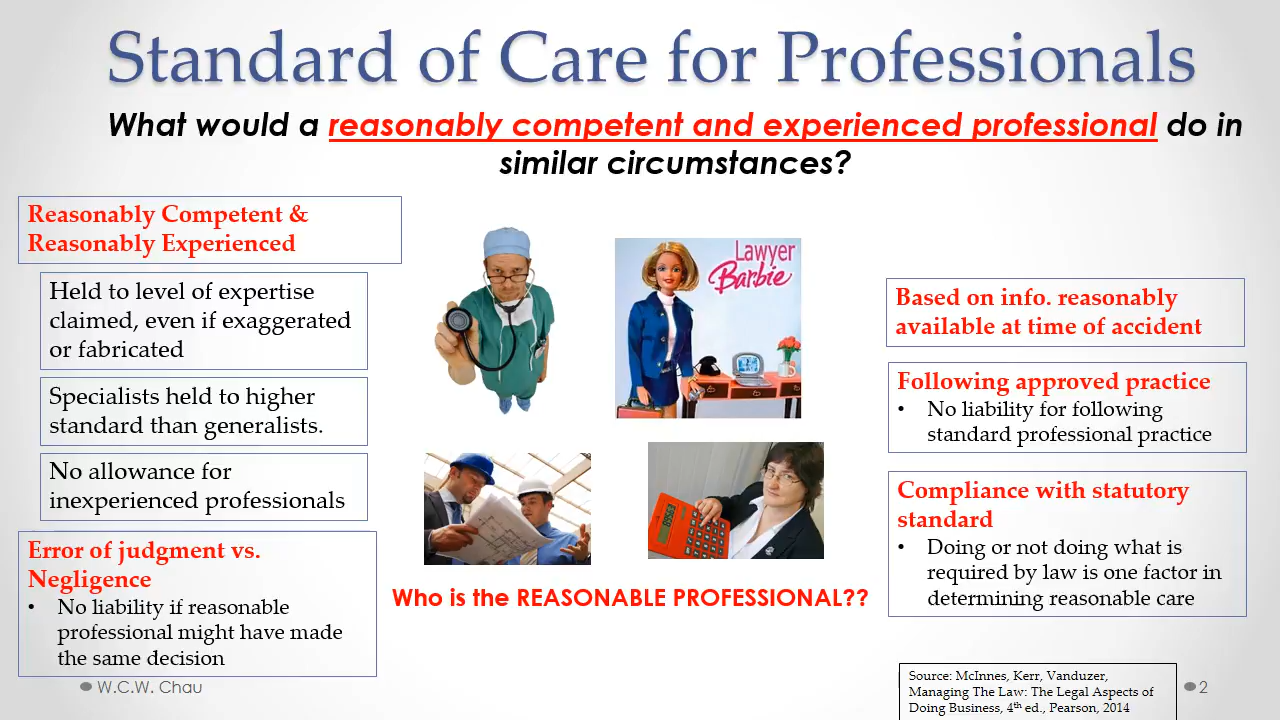 Standard of Care for Professionals
What would a reasonably competent and experienced professional do in
similar circumstances?
Reasonably Competent &
Reasonably Experienced
Held to level of expertise
claimed, even if exaggerated
or fabricated
Specialists held to higher
standard than generalists.
No allowance for
inexperienced professionals
Error of judgment vs.
Negligence
• No liability if reasonable
professional might have made
the same decision
Lawyer
Barbie
Who is the REASONABLE PROFESSIONAL??
Based on info. reasonably
available at time of accident
Following approved practice
• No liability for following
standard professional practice
Compliance with statutory
standard
• Doing or not doing what is
required by law is one factor in
determining reasonable care
Source: McInnes, Kerr, Vanduzer,
Managing The Law: The Legal Aspects of
Doing Business, 4th ed., Pearson, 2014
W.C.W. Chau
2